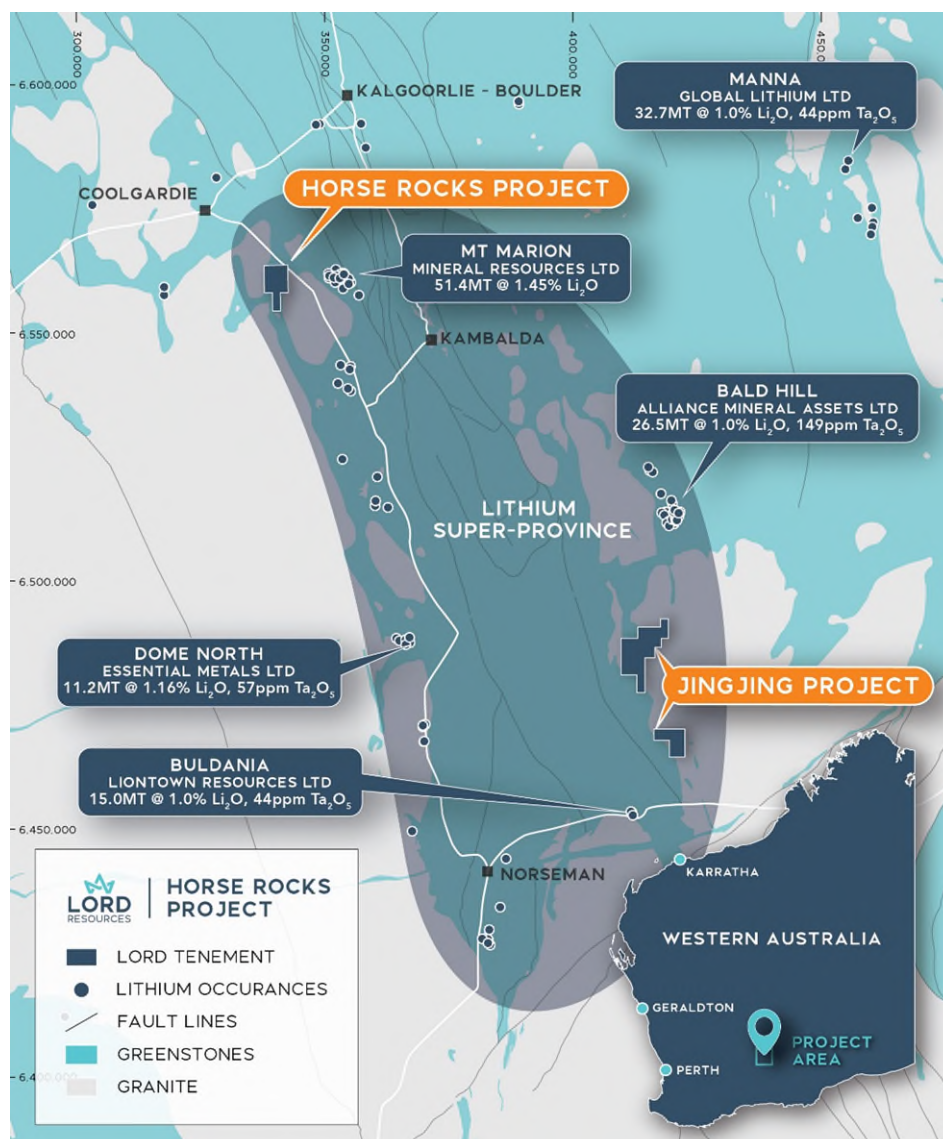 300.000
350.000
400.000
450.000
6.600.000
KALGOORLIE - BOULDER
MANNA
GLOBAL LITHIUM LTD
32.7MT @ 1.0% Li₂O, 44ppm Ta₂O₅
COOLGARDIE
HORSE ROCKS PROJECT
MT MARION
MINERAL RESOURCES LTD
51.4MT @ 1.45% Li₂O
6.550.000
KAMBALDA
BALD HILL
ALLIANCE MINERAL ASSETS LTD
26.5MT @ 1.0% Li₂O, 149ppm Ta₂O₅
LITHIUM
SUPER-PROVINCE
6.500.000
DOME NORTH
ESSENTIAL METALS LTD
11.2MT @ 1.16% Li₂O, 57ppm Ta₂O₅
JINGJING PROJECT
BULDANIA
LIONTOWN RESOURCES LTD
15.0MT @ 1.0% Li₂O, 44ppm Ta₂O₅
6.450.000
NORSEMAN
LORD
RESOURCES
HORSE ROCKS
PROJECT
LORD TENEMENT
LITHIUM OCCURANCES
FAULT LINES
GREENSTONES
GRANITE
6.400.000
KARRATHA
WESTERN AUSTRALIA
GERALDTON
PROJECT
AREA
PERTH